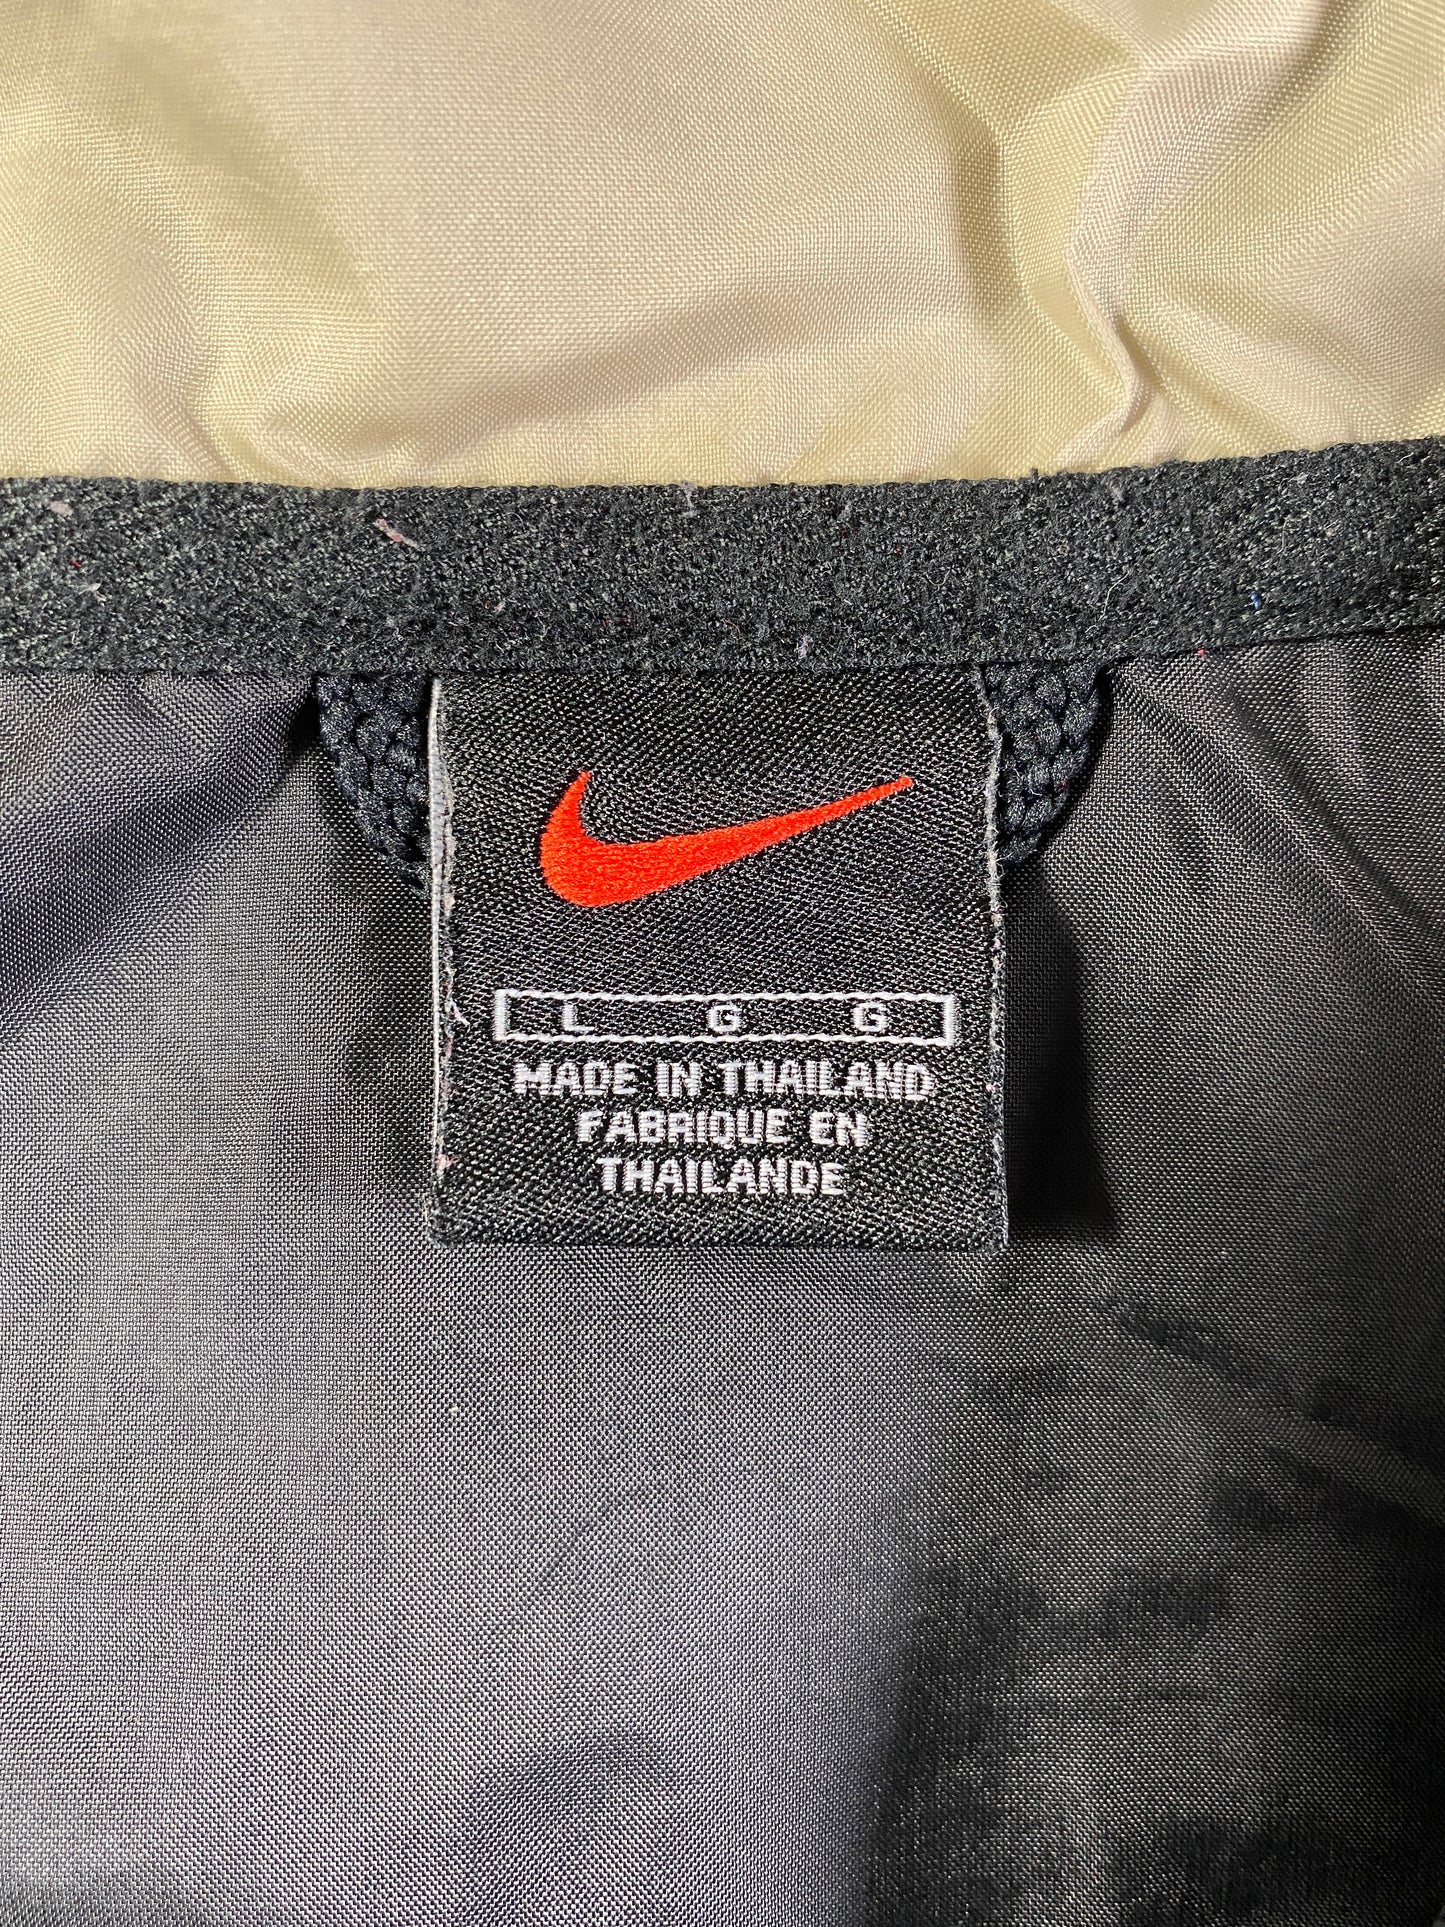 L G G
MADE IN THAILAND
FABRIQUE EN
THAILANDE